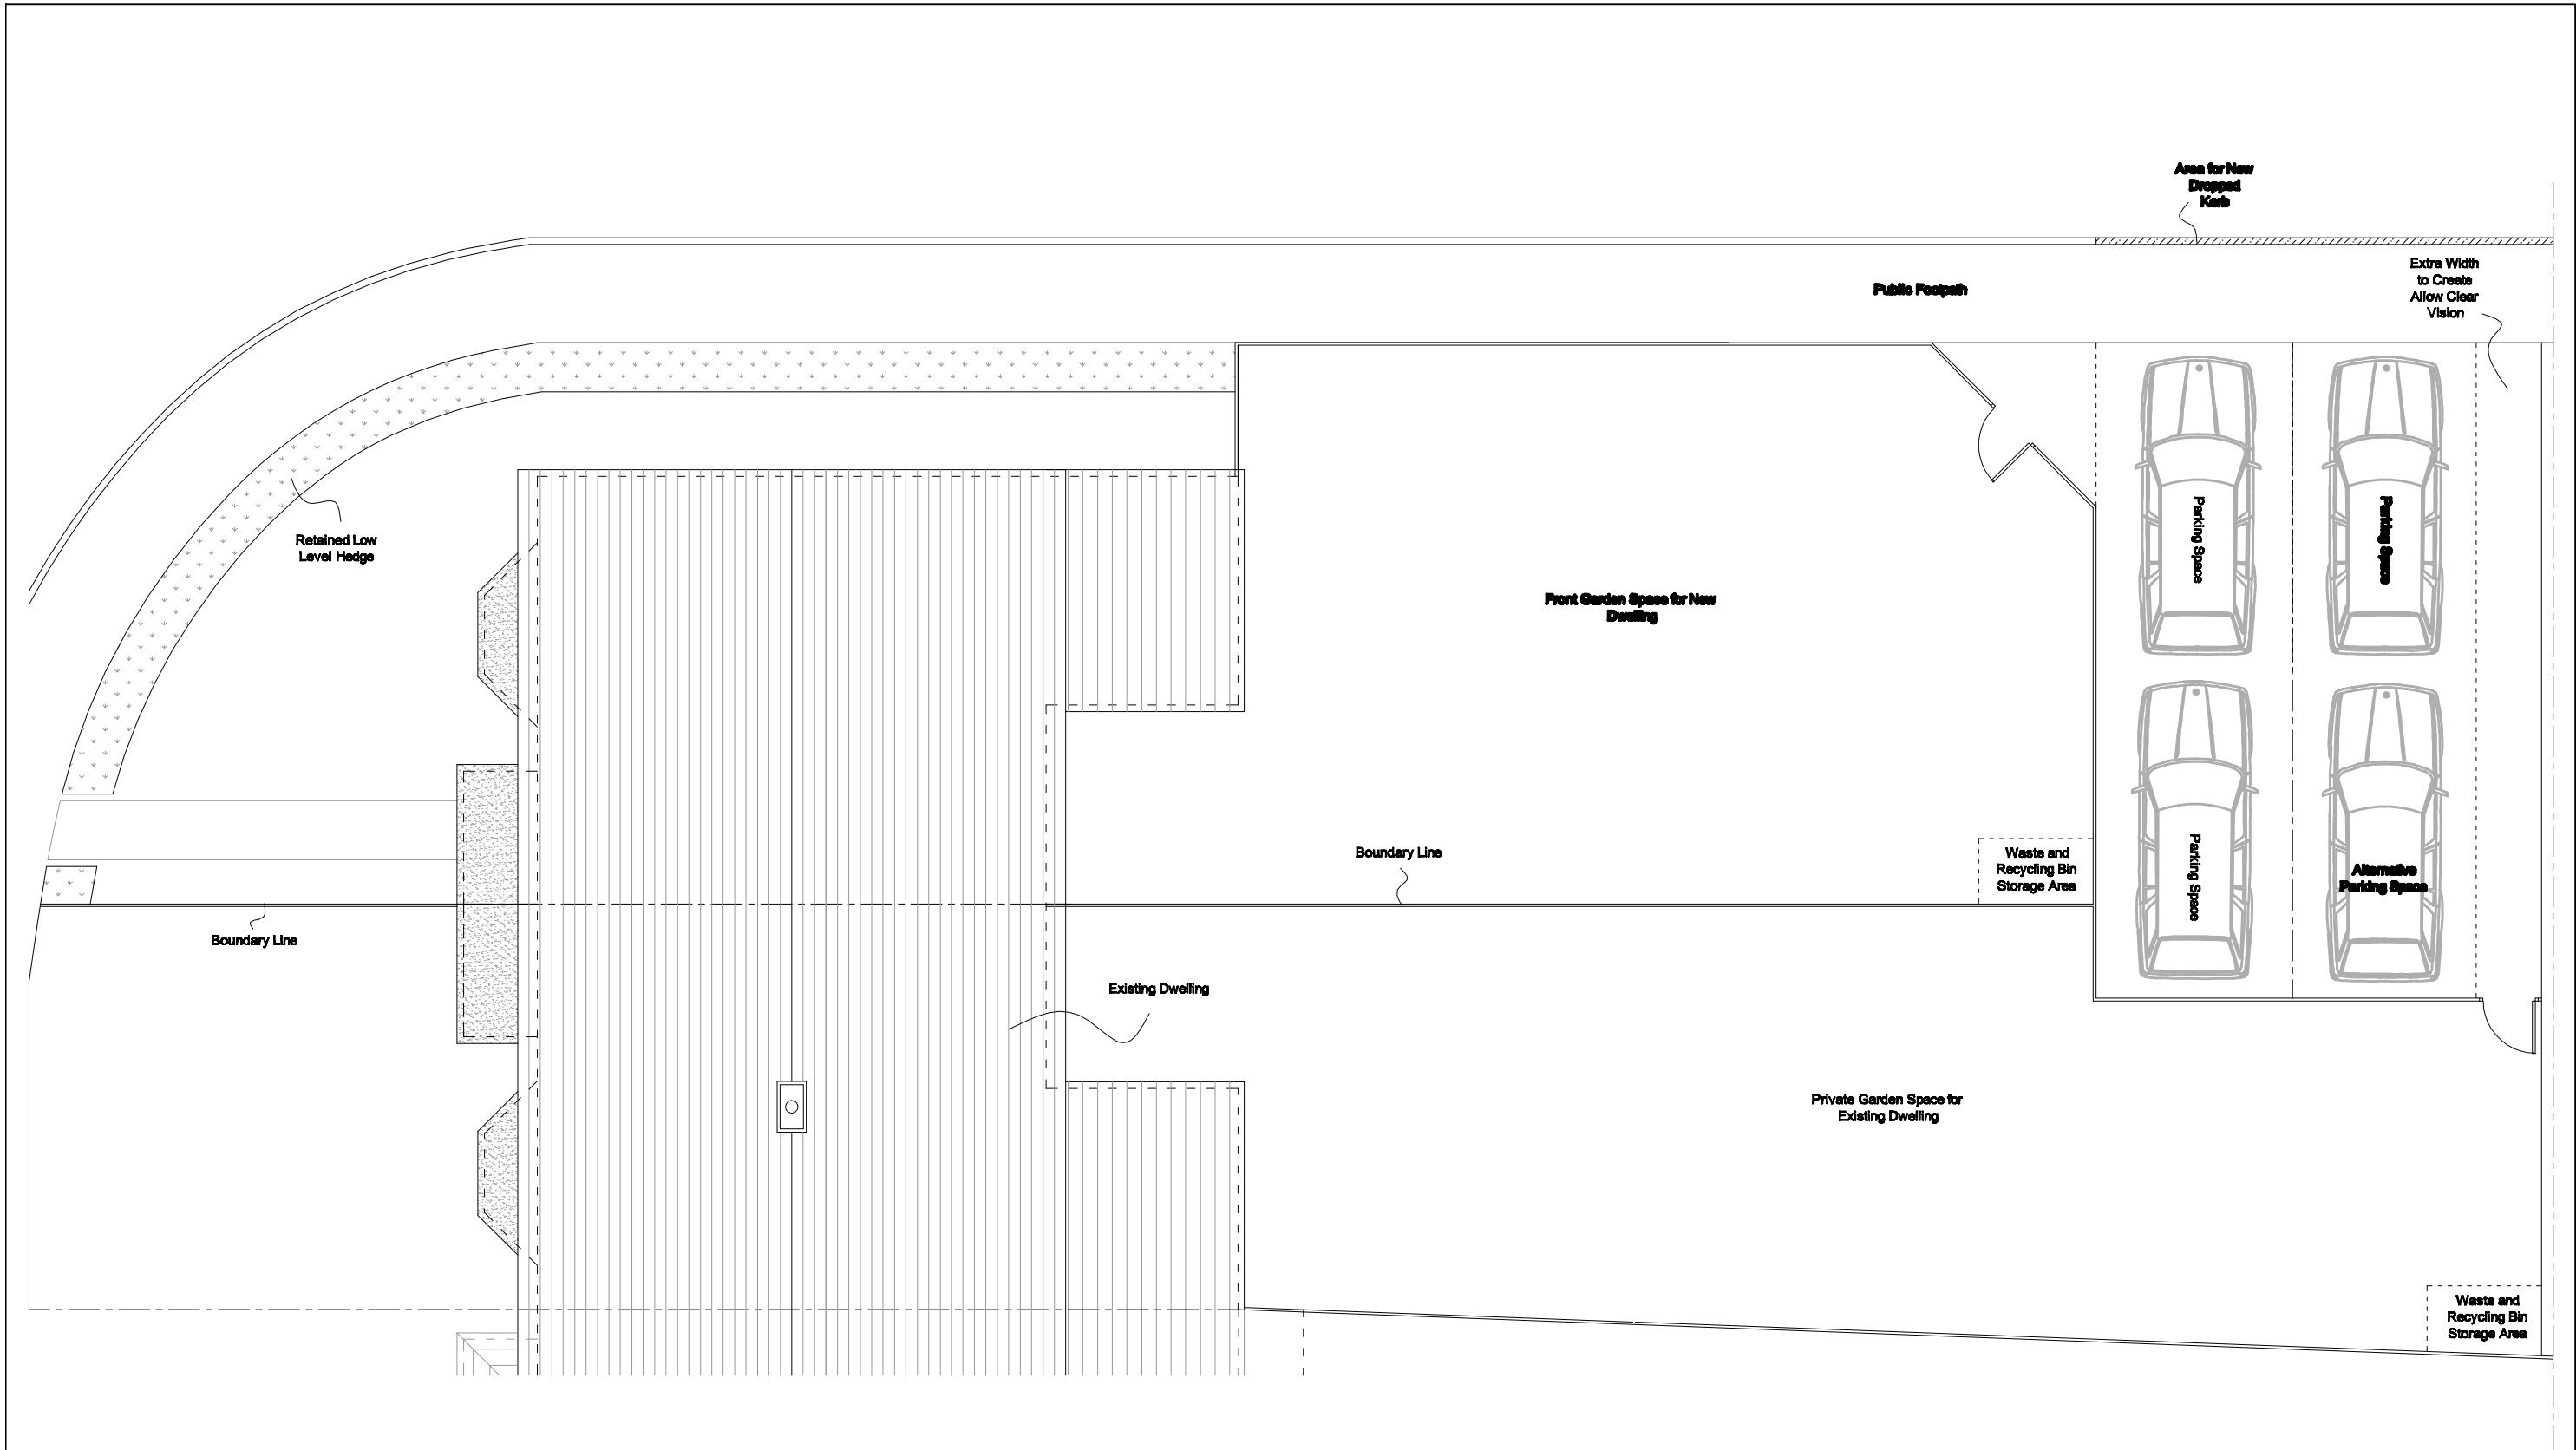 Area for New
Dropped
Kerb
Extra Width
to Create
Allow Clear
Vision
Public Footpath
Retained Low
Level Hedge
Parking Space
Parking Space
Front Garden Space for New
Dwelling
Boundary Line
Waste and
Recycling Bin
Storage Area
Parking Space
Alternative
Parking Space
Boundary Line
Existing Dwelling
Private Garden Space for
Existing Dwelling
Waste and
Recycling Bin
Storage Area